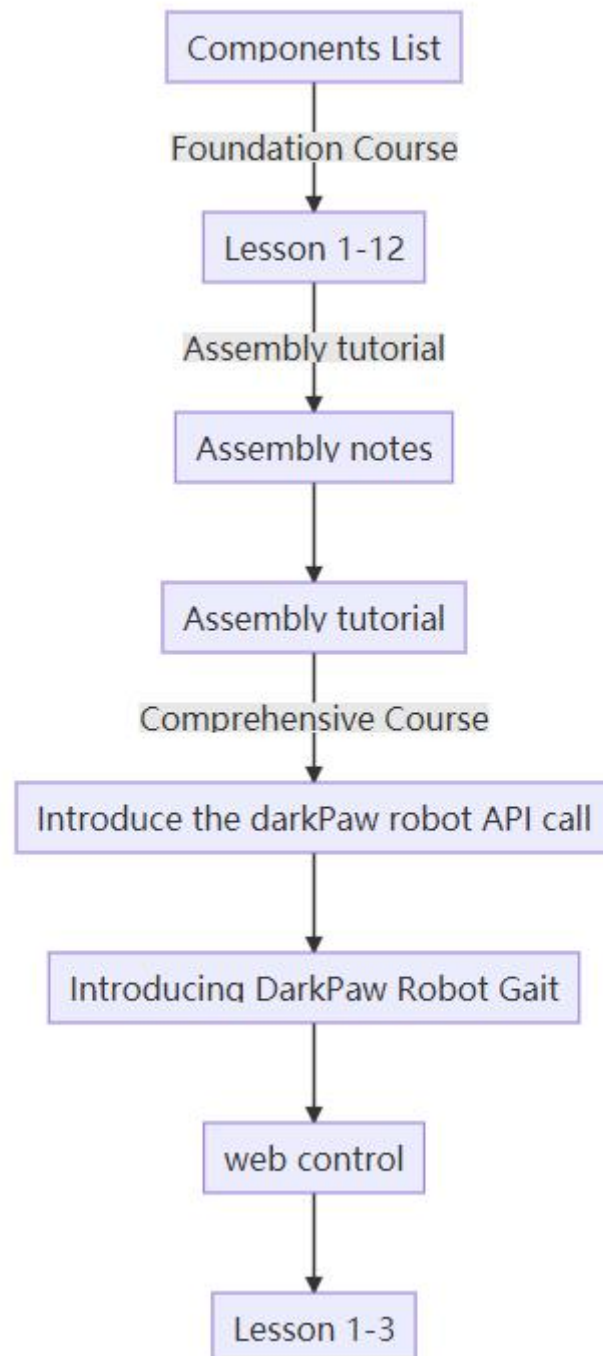 Components List
Foundation Course
Lesson 1-12
Assembly tutorial
Assembly notes
Assembly tutorial
Comprehensive Course
Introduce the darkPaw robot API call
Introducing DarkPaw Robot Gait
web control
Lesson 1-3